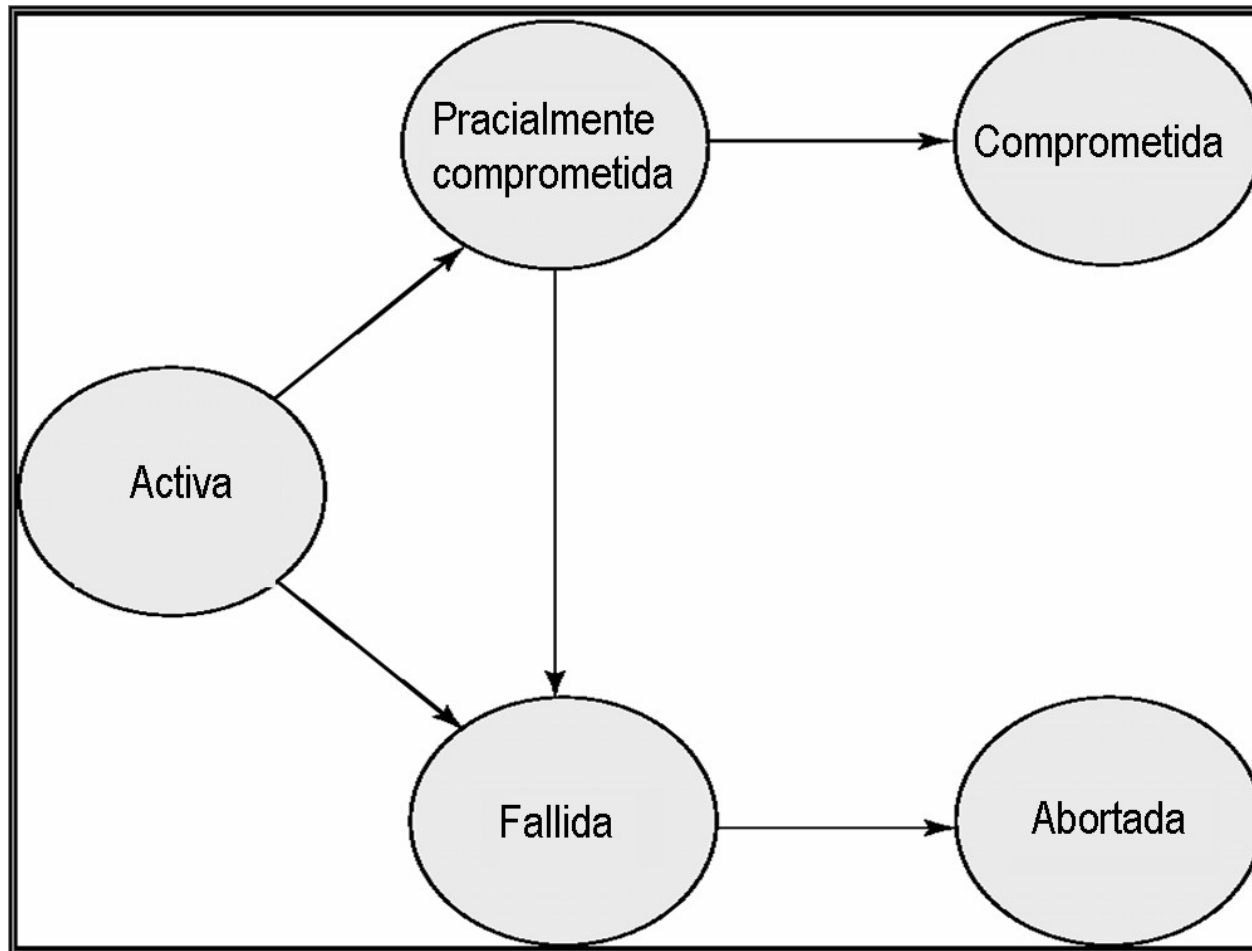 Pracialmente
comprometida
Comprometida
Activa
Fallida
Abortada